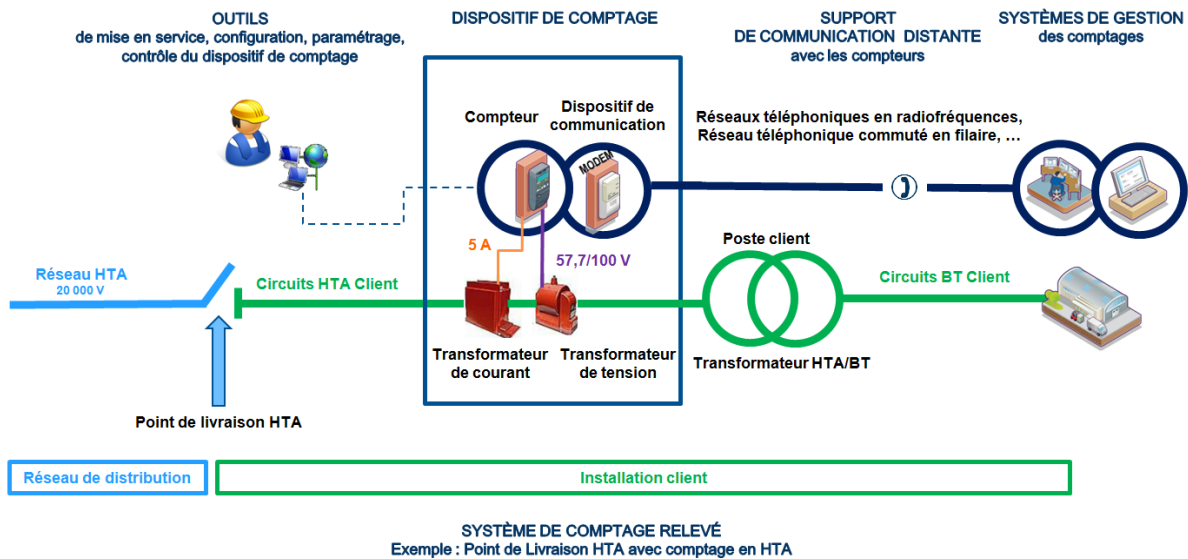 OUTILS
de mise en service, configuration, paramétrage,
contrôle du dispositif de comptage
DISPOSITIF DE COMPTAGE
SUPPORT
DE COMMUNICATION DISTANTE
avec les compteurs
SYSTÈMES DE GESTION
des comptages
Compteur
Dispositif de
communication
MODEM
Réseaux téléphoniques en radiofréquences,
Réseau téléphonique commuté en filaire, …
5 A
57,7/100 V
Réseau HTA
20 000 V
Circuits HTA Client
Poste client
Circuits BT Client
Transformateur
de courant
Transformateur
de tension
Transformateur HTA/BT
Point de livraison HTA
Réseau de distribution
Installation client
SYSTÈME DE COMPTAGE RELEVÉ
Exemple : Point de Livraison HTA avec comptage en HTA